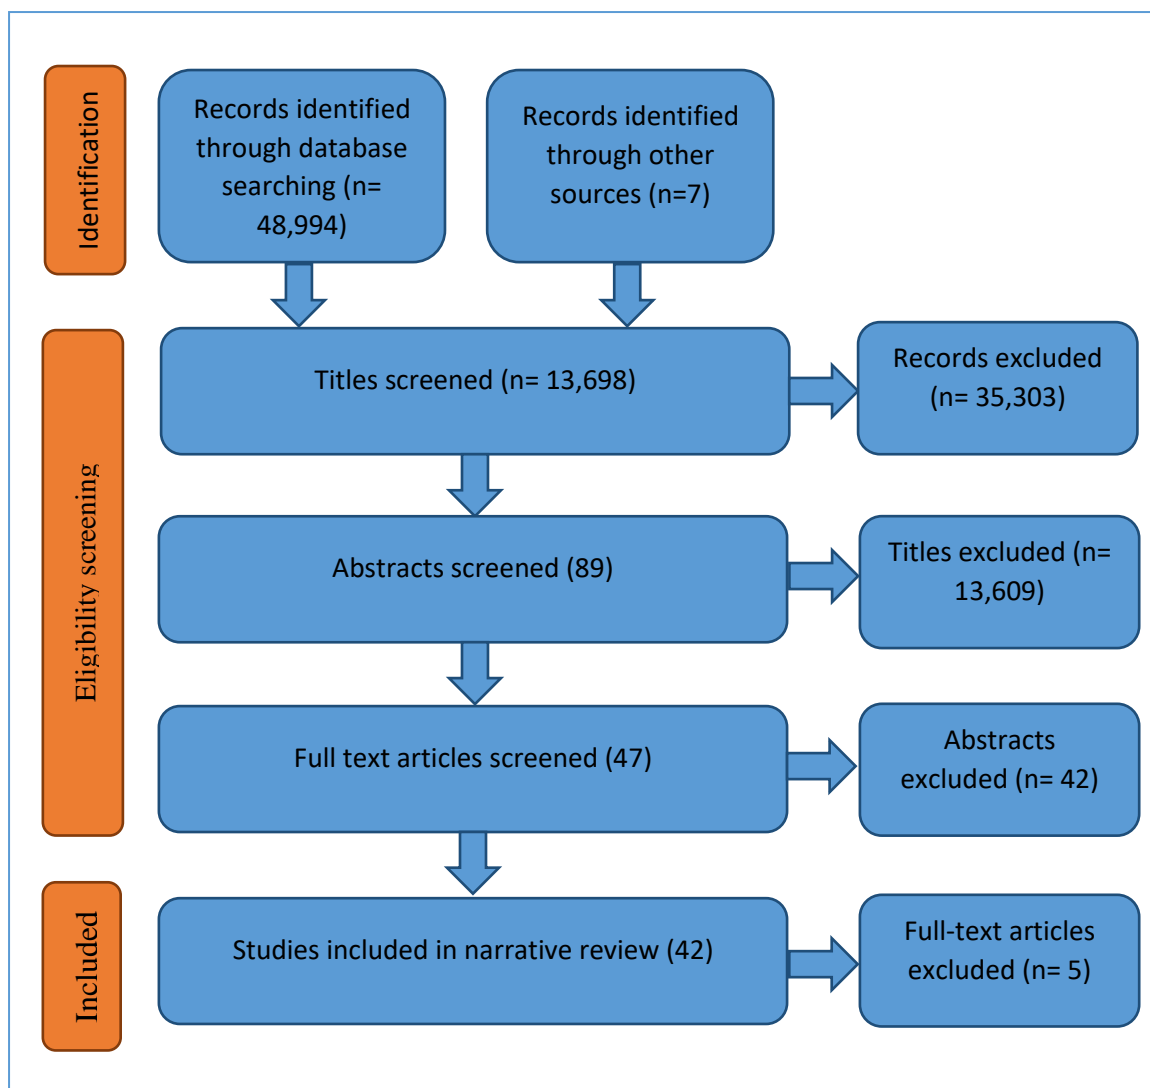 Identification
Records identified
through database
searching (n=
48,994)
Records identified
through other
sources (n=7)
Eligibility screening
Titles screened (n= 13,698)
Records excluded
(n= 35,303)
Abstracts screened (89)
Titles excluded (n=
13,609)
Full text articles screened (47)
Abstracts
excluded (n= 42)
Included
Studies included in narrative review (42)
Full-text articles
excluded (n= 5)